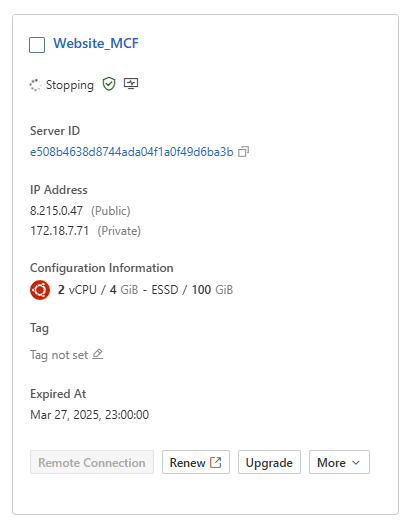 Website_MCF
Stopping
Server ID
e508b4638d8744ada04f1a0f49d6ba3b
IP Address
8.215.0.47 (Public)
172.18.7.71 (Private)
Configuration Information
2 vCPU / 4 GiB - ESSD / 100 GiB
Tag
Tag not set
Expired At
Mar 27, 2025, 23:00:00
Remote Connection Renew Upgrade More